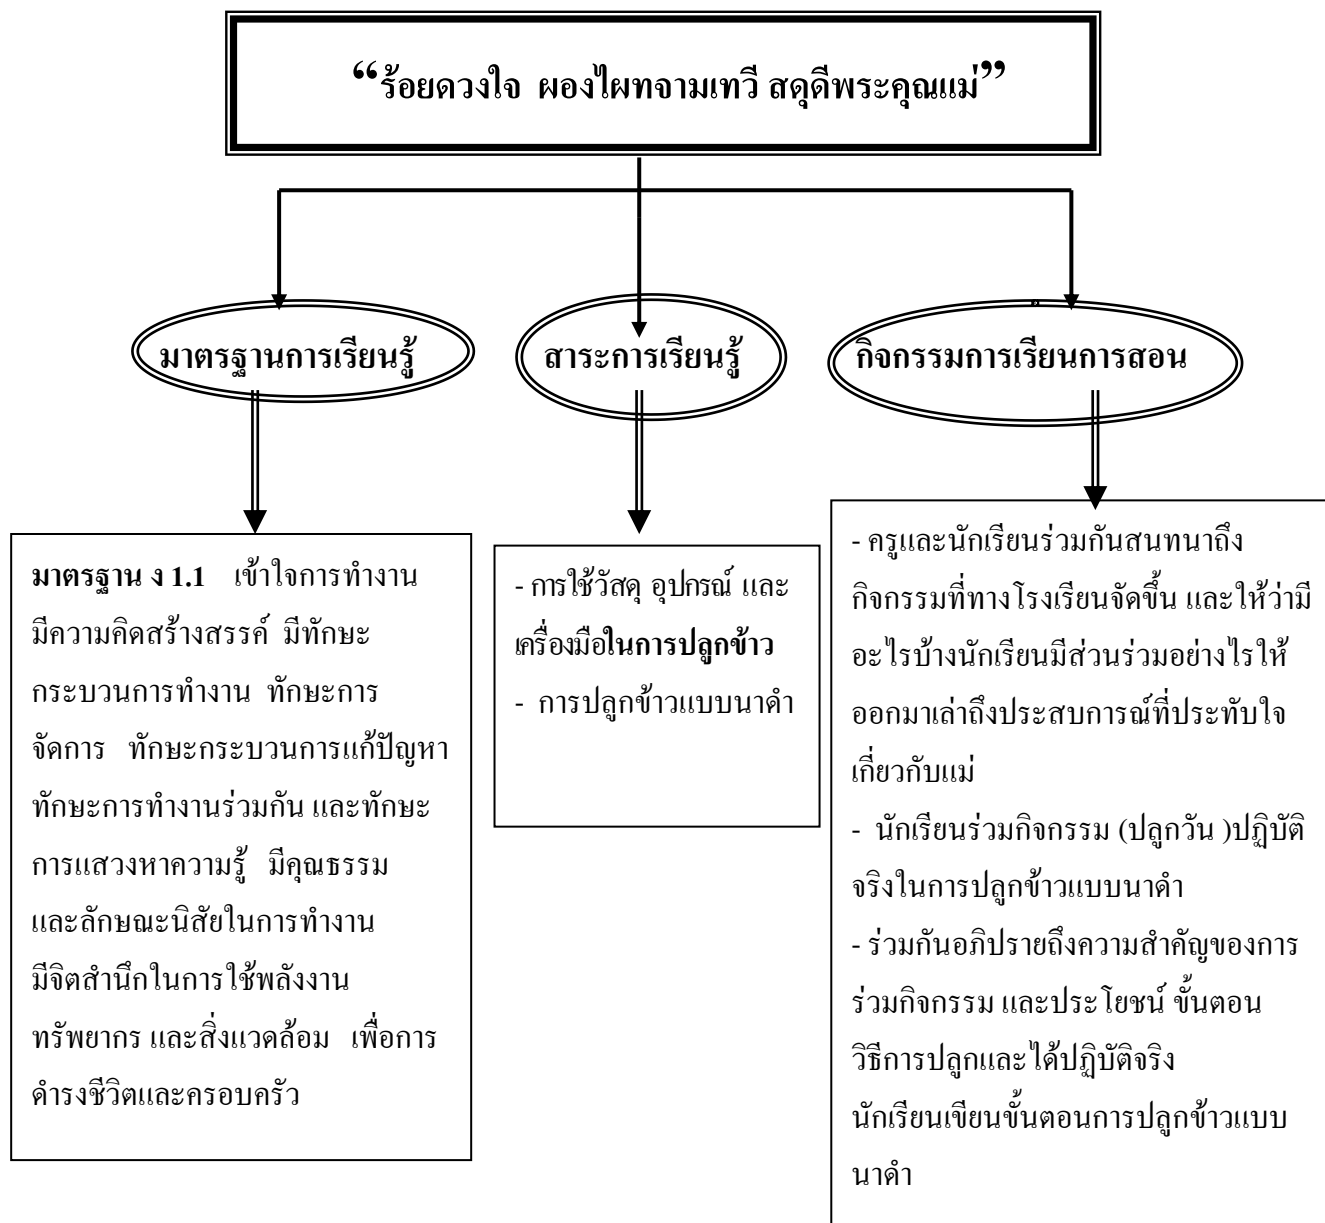 “ร้อยดวงใจ ผองไผทจามเทวี สดุดีพระคุณแม่”
มาตรฐานการเรียนรู้
สาระการเรียนรู้
กิจกรรมการเรียนการสอน
มาตรฐาน ง 1.1 เข้าใจการทำงาน
มีความคิดสร้างสรรค์ มีทักษะ
กระบวนการทำงาน ทักษะการ
จัดการ ทักษะกระบวนการแก้ปัญหา
ทักษะการทำงานร่วมกัน และทักษะ
การแสวงหาความรู้ มีคุณธรรม
และลักษณะนิสัยในการทำงาน
มีจิตสำนึกในการใช้พลังงาน
ทรัพยากร และสิ่งแวดล้อม เพื่อการ
ดำรงชีวิตและครอบครัว
- การใช้วัสดุ อุปกรณ์ และ
เครื่องมือในการปลูกข้าว
- การปลูกข้าวแบบนาดำ
- ครูและนักเรียนร่วมกันสนทนาถึง
กิจกรรมที่ทางโรงเรียนจัดขึ้น และให้ว่ามี
อะไรบ้างนักเรียนมีส่วนร่วมอย่างไรให้
ออกมาเล่าถึงประสบการณ์ที่ประทับใจ
เกี่ยวกับแม่
- นักเรียนร่วมกิจกรรม (ปลูกวัน )ปฏิบัติ
จริงในการปลูกข้าวแบบนาดำ
- ร่วมกันอภิปรายถึงความสำคัญของการ
ร่วมกิจกรรม และประโยชน์ ขั้นตอน
วิธีการปลูกและได้ปฏิบัติจริง
นักเรียนเขียนขั้นตอนการปลูกข้าวแบบ
นาดำ